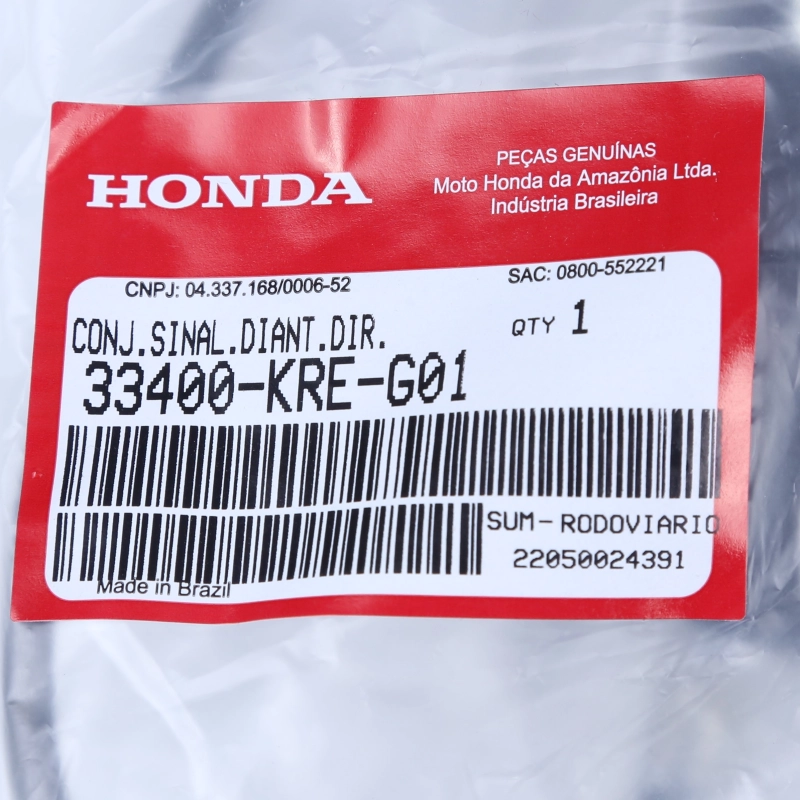 HONDA
PEÇAS GENUÍNAS
Moto Honda da Amazônia Ltda.
Indústria Brasileira
CNPJ: 04.337.168/0006-52
SAC: 0800-552221
CONJ.SINAL.DIANT.DIR.
QTY 1
33400-KRE-G01
SUM-RODOVIARIO
22050024391
Made in Brazil